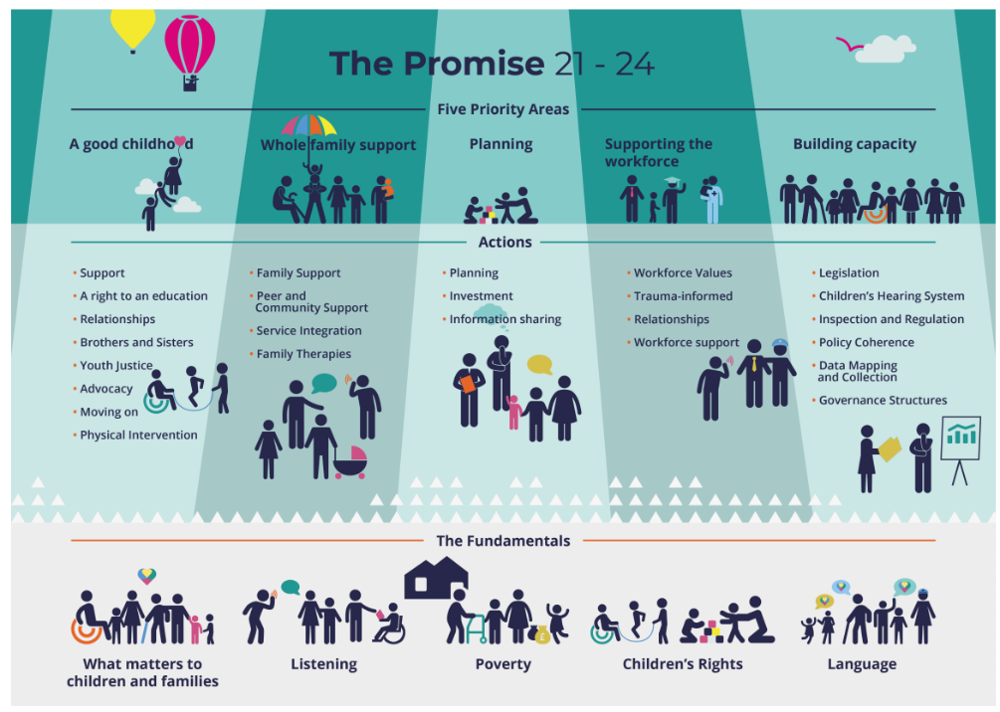 The Promise 21 - 24
Five Priority Areas
A good childhood
Whole family support
Planning
Supporting the
workforce
Building capacity
Actions
• Support
• A right to an education
• Relationships
• Brothers and Sisters
• Youth Justice
• Advocacy
• Moving on
• Physical Intervention
• Family Support
• Peer and
Community Support
• Service Integration
• Family Therapies
• Planning
• Investment
• Information sharing
• Workforce Values
• Trauma-informed
• Relationships
• Workforce support
• Legislation
• Children's Hearing System
• Inspection and Regulation
• Policy Coherence
• Data Mapping
and Collection
• Governance Structures
The Fundamentals
£
What matters to
children and families
Listening
Poverty
Children's Rights
Language